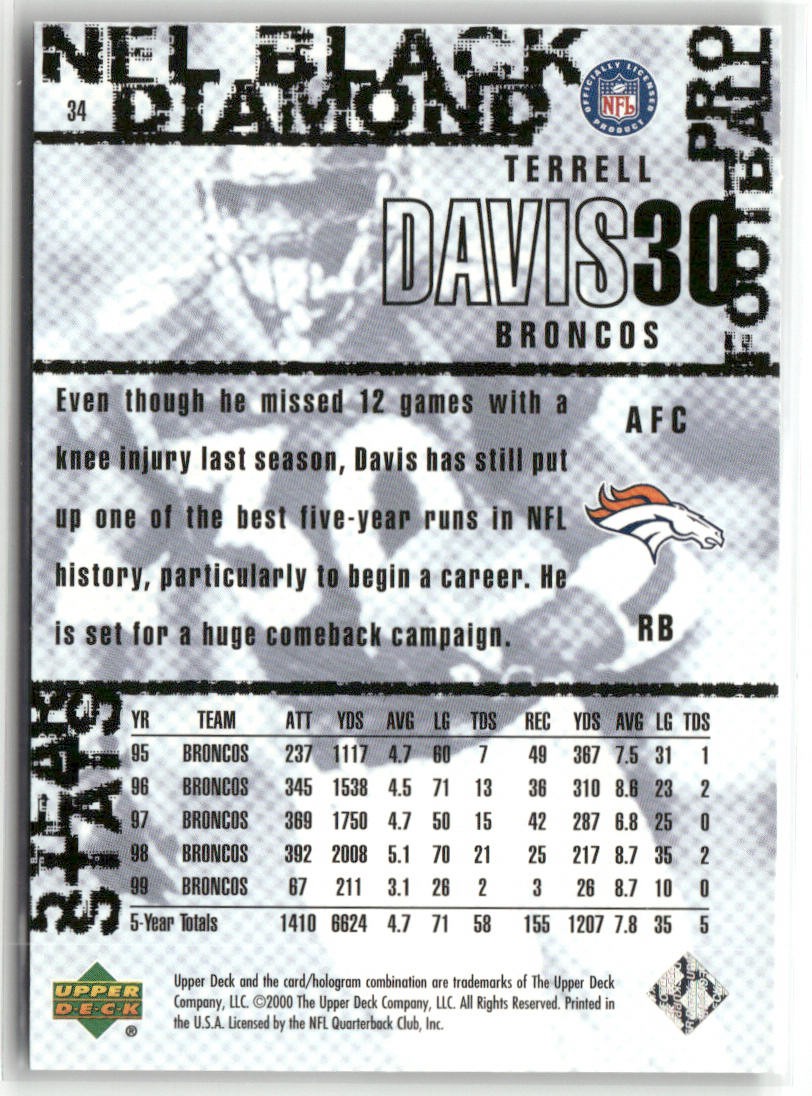 NFL BLACK
DIAMOND
PRO
FOOTBALL
34
OFFICIALLY LICENSED
NFL
PRODUCT
TERRELL
DAVIS 30
BRONCOS
Even though he missed 12 games with a
knee injury last season, Davis has still put
up one of the best five-year runs in NFL
history, particularly to begin a career. He
is set for a huge comeback campaign.
AFC
RB
30
STAR
STATS
YR TEAM ATT YDS AVG LG TDS REC YDS AVG LG TDS
95 BRONCOS 237 1117 4.7 60 7 49 367 7.5 31 1
96 BRONCOS 345 1538 4.5 71 13 36 310 8.6 23 2
97 BRONCOS 369 1750 4.7 50 15 42 287 6.8 25 0
98 BRONCOS 392 2008 5.1 70 21 25 217 8.7 35 2
99 BRONCOS 67 211 3.1 26 2 3 26 8.7 10 0
5-Year Totals 1410 6624 4.7 71 58 155 1207 7.8 35 5
UPPER
DECK
®
Upper Deck and the card/hologram combination are trademarks of The Upper Deck
Company, LLC. ©2000 The Upper Deck Company, LLC. All Rights Reserved. Printed in
the U.S.A. Licensed by the NFL Quarterback Club, Inc.